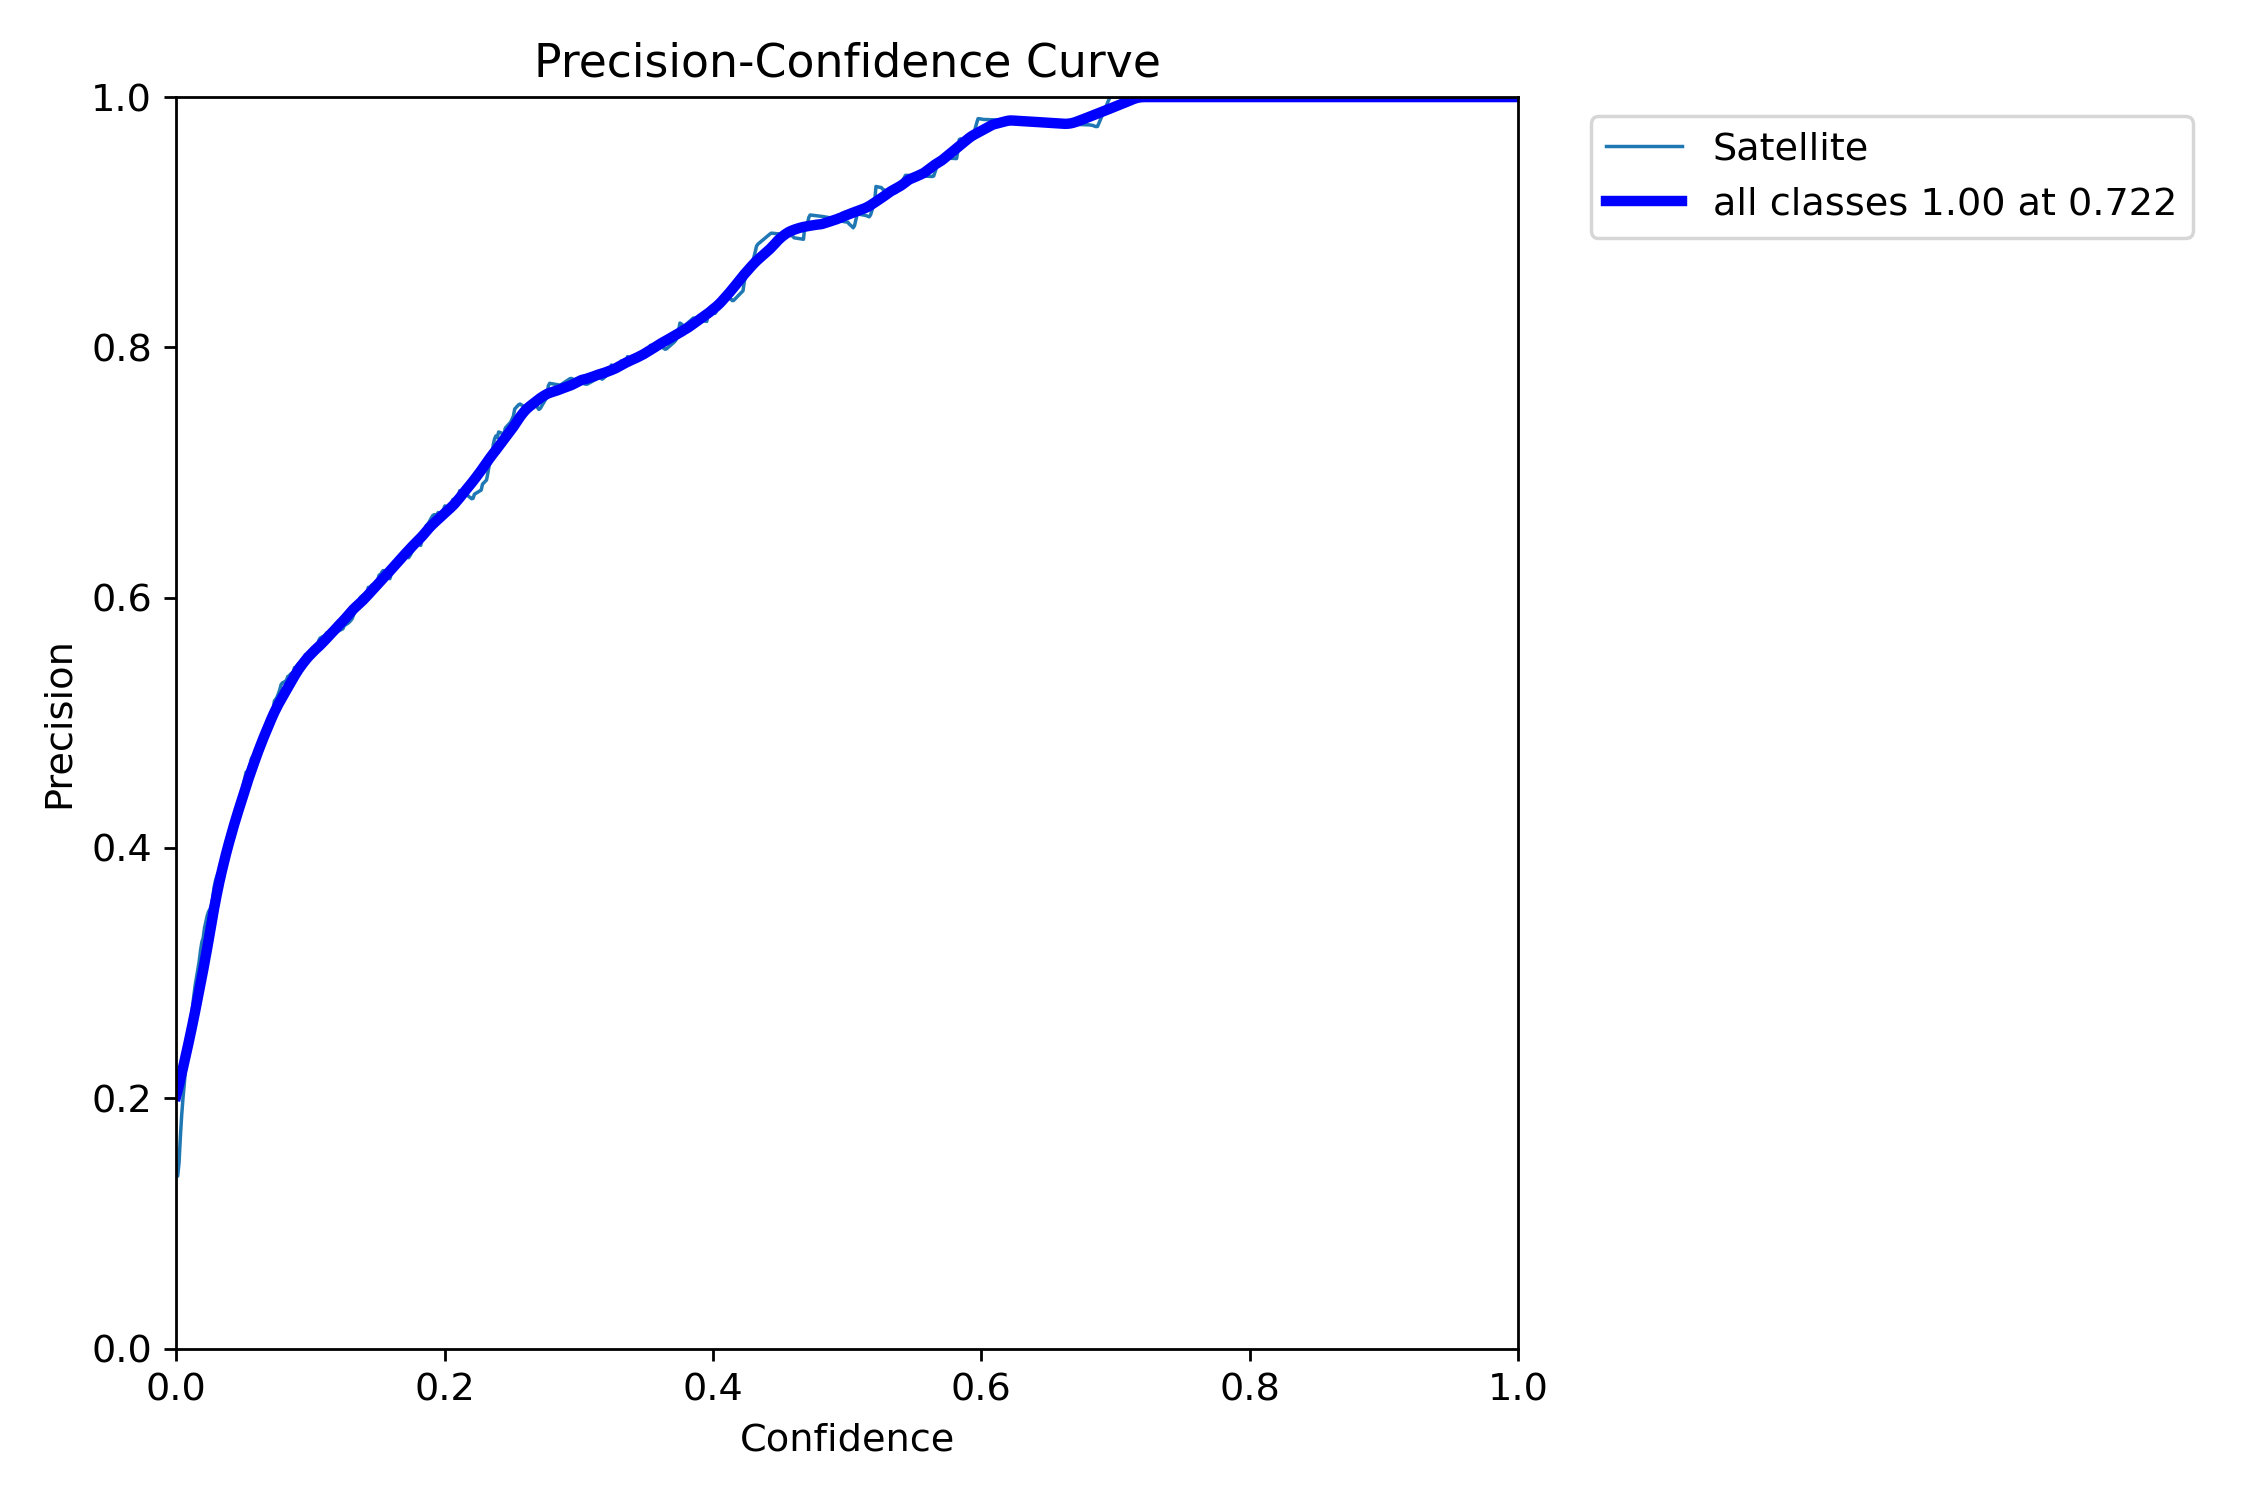 Precision-Confidence Curve
1.0
0.8
0.6
0.4
0.2
0.0
Precision
0.0 0.2 0.4 0.6 0.8 1.0
Confidence
Satellite
all classes 1.00 at 0.722